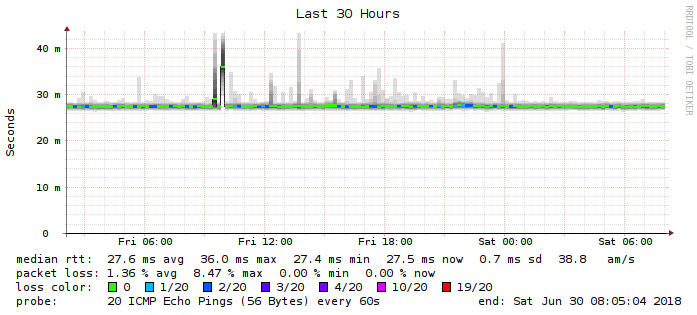 Last 30 Hours
RRDTOOL / TOBI OETIKER
Seconds
40 m
30 m
20 m
10 m
0
Fri 06:00 Fri 12:00 Fri 18:00 Sat 00:00 Sat 06:00
median rtt: 27.6 ms avg 36.0 ms max 27.4 ms min 27.5 ms now 0.7 ms sd 38.8 am/s
packet loss: 1.36 % avg 8.47 % max 0.00 % min 0.00 % now
loss color: 0 1/20 2/20 3/20 4/20 10/20 19/20
probe: 20 ICMP Echo Pings (56 Bytes) every 60s end: Sat Jun 30 08:05:04 2018